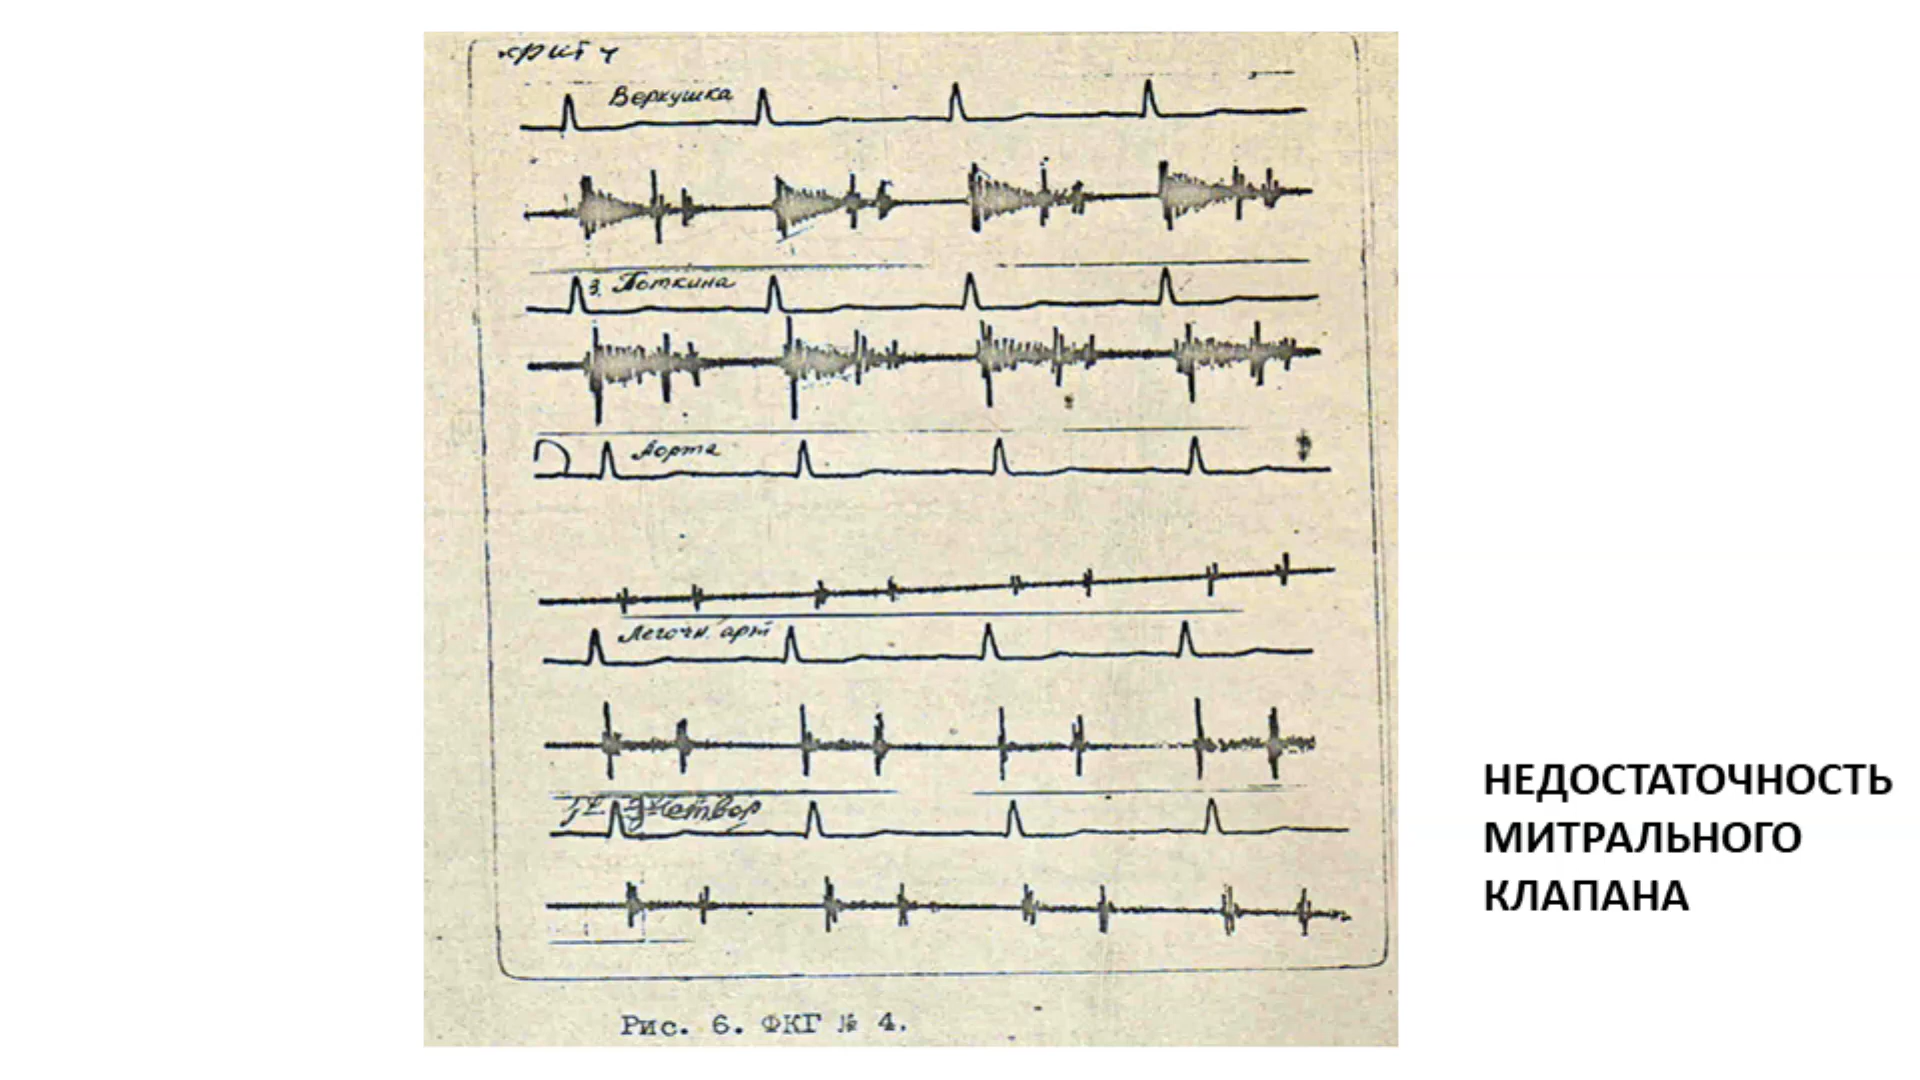 Верхушка
Боткина
Аорта
Легочн. арт
Рис. 6. ФКГ № 4.
НЕДОСТАТОЧНОСТЬ
МИТРАЛЬНОГО
КЛАПАНА